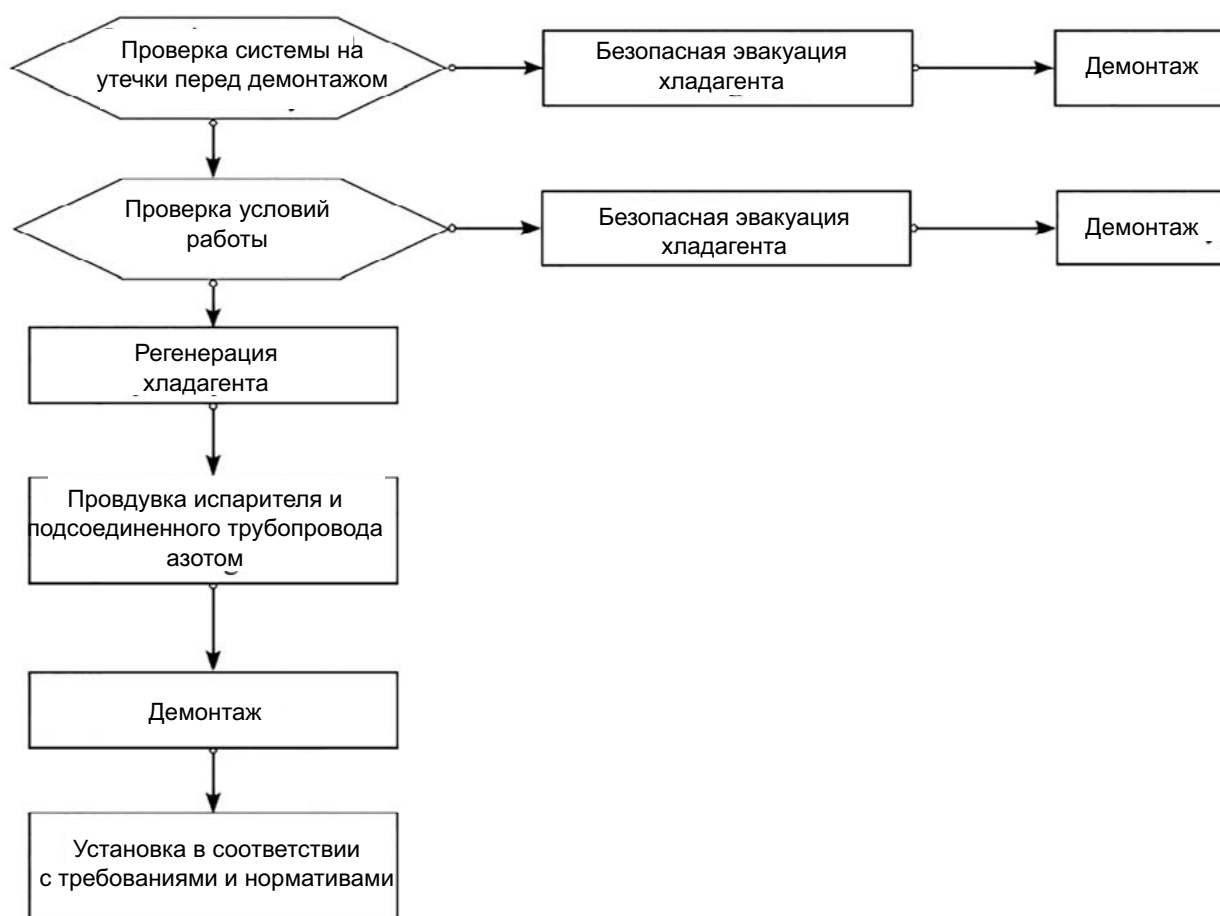 Проверка системы на
утечки перед демонтажом
Безопасная эвакуация
хладагента
Демонтаж
Проверка условий
работы
Безопасная эвакуация
хладагента
Демонтаж
Регенерация
хладагента
Провдувка испарителя и
подсоединенного трубопровода
азотом
Демонтаж
Установка в соответствии
с требованиями и нормативами